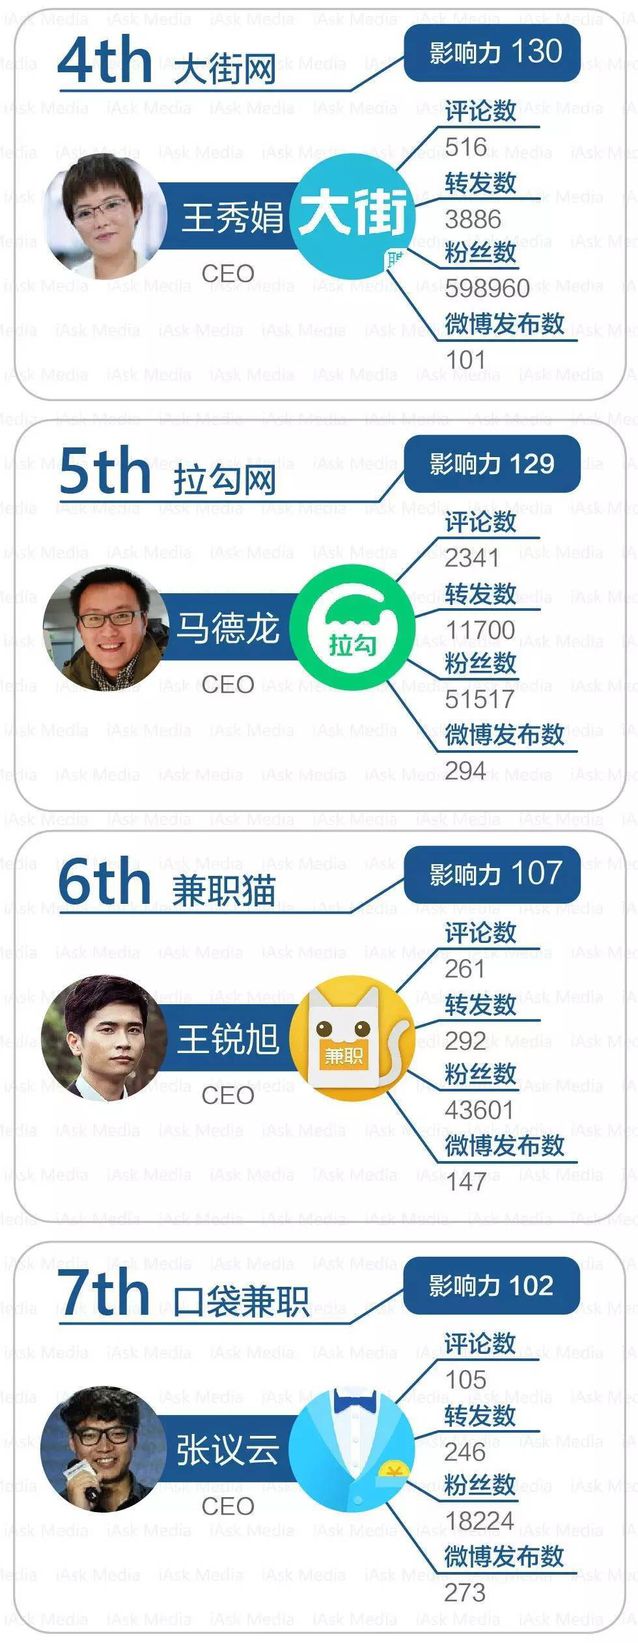 4th 大街网
影响力 130
评论数
516
转发数
3886
粉丝数
598960
微博发布数
101
王秀娟
CEO
大街
聘
5th 拉勾网
影响力 129
评论数
2341
转发数
11700
粉丝数
51517
微博发布数
294
马德龙
CEO
拉勾
6th 兼职猫
影响力 107
评论数
261
转发数
292
粉丝数
43601
微博发布数
147
王锐旭
CEO
兼职
7th 口袋兼职
影响力 102
评论数
105
转发数
246
粉丝数
18224
微博发布数
273
张议云
CEO
¥
iAsk Media